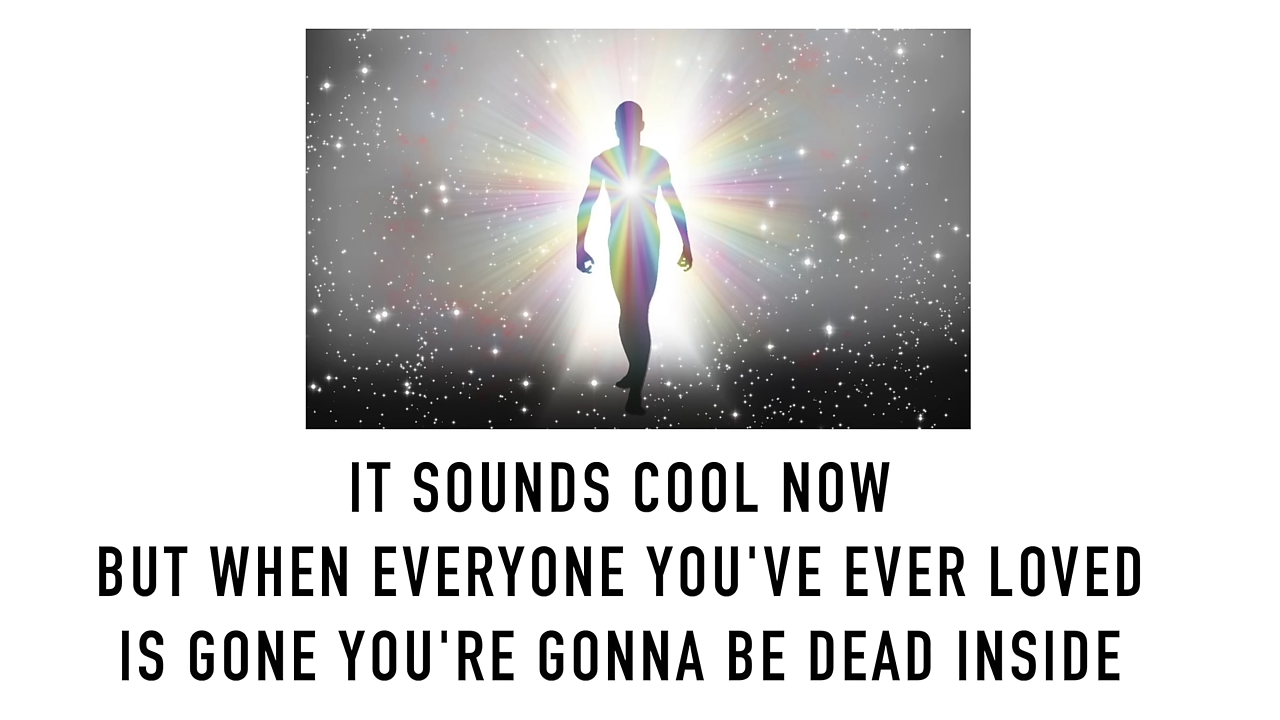 IT SOUNDS COOL NOW
BUT WHEN EVERYONE YOU'VE EVER LOVED
IS GONE YOU'RE GONNA BE DEAD INSIDE